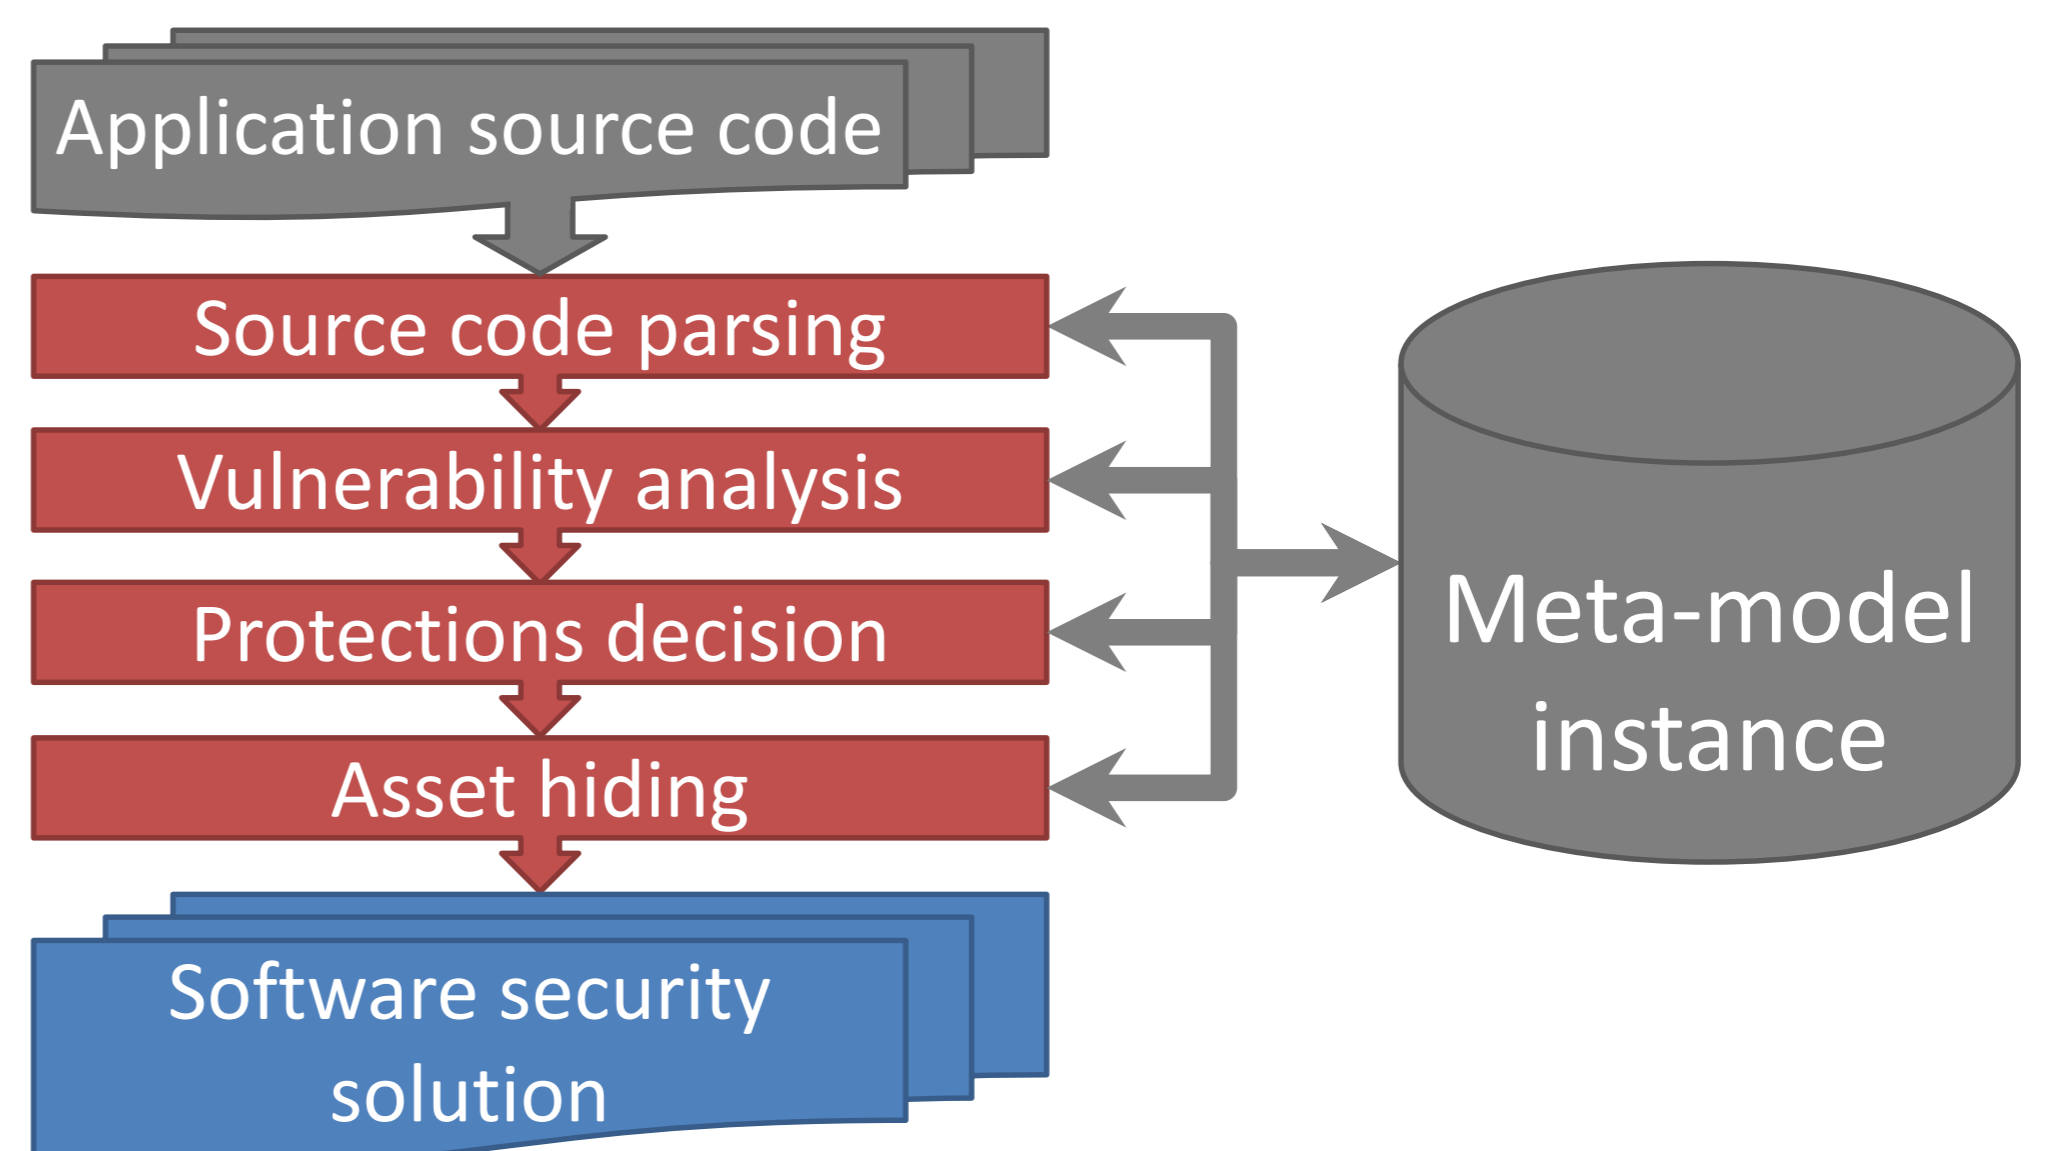 Application source code
Source code parsing
Vulnerability analysis
Protections decision
Asset hiding
Software security
solution
Meta-model
instance